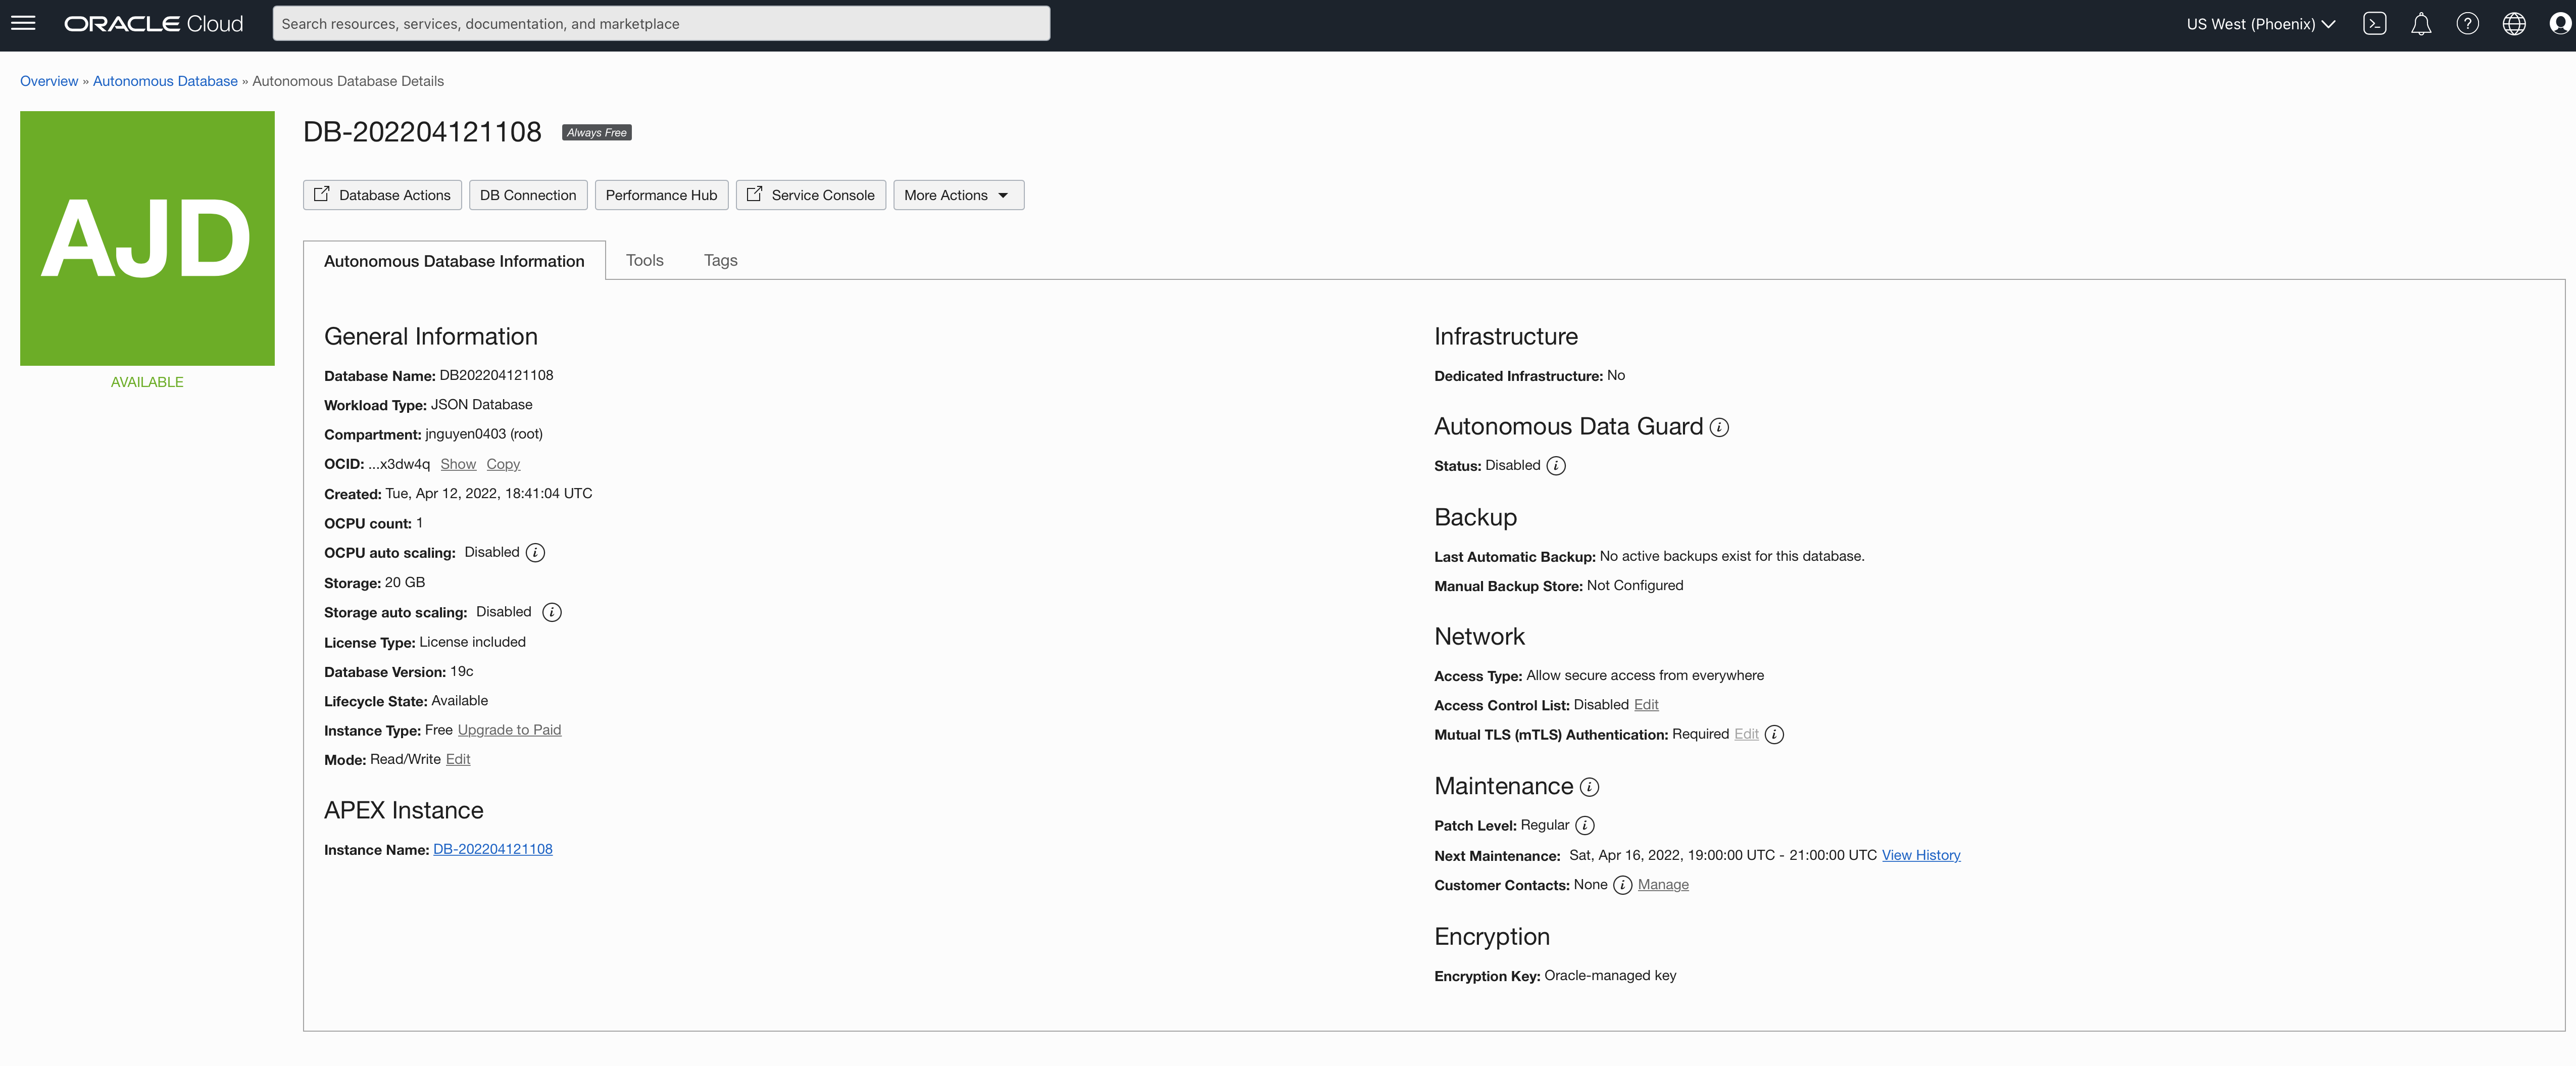 ORACLE Cloud
Search resources, services, documentation, and marketplace
US West (Phoenix)
Overview » Autonomous Database » Autonomous Database Details
AJD
AVAILABLE
DB-202204121108 Always Free
Database Actions
DB Connection
Performance Hub
Service Console
More Actions
Autonomous Database Information
Tools
Tags
General Information
Database Name: DB202204121108
Workload Type: JSON Database
Compartment: jnguyen0403 (root)
OCID: ...x3dw4q Show Copy
Created: Tue, Apr 12, 2022, 18:41:04 UTC
OCPU count: 1
OCPU auto scaling: Disabled
Storage: 20 GB
Storage auto scaling: Disabled
License Type: License included
Database Version: 19c
Lifecycle State: Available
Instance Type: Free Upgrade to Paid
Mode: Read/Write Edit
APEX Instance
Instance Name: DB-202204121108
Infrastructure
Dedicated Infrastructure: No
Autonomous Data Guard
Status: Disabled
Backup
Last Automatic Backup: No active backups exist for this database.
Manual Backup Store: Not Configured
Network
Access Type: Allow secure access from everywhere
Access Control List: Disabled Edit
Mutual TLS (mTLS) Authentication: Required Edit
Maintenance
Patch Level: Regular
Next Maintenance: Sat, Apr 16, 2022, 19:00:00 UTC - 21:00:00 UTC View History
Customer Contacts: None Manage
Encryption
Encryption Key: Oracle-managed key